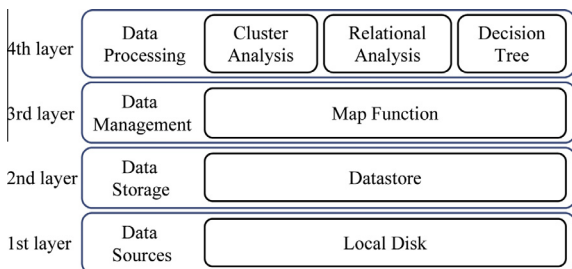 4th layer
Data
Processing
Cluster
Analysis
Relational
Analysis
Decision
Tree
3rd layer
Data
Management
Map Function
2nd layer
Data
Storage
Datastore
1st layer
Data
Sources
Local Disk